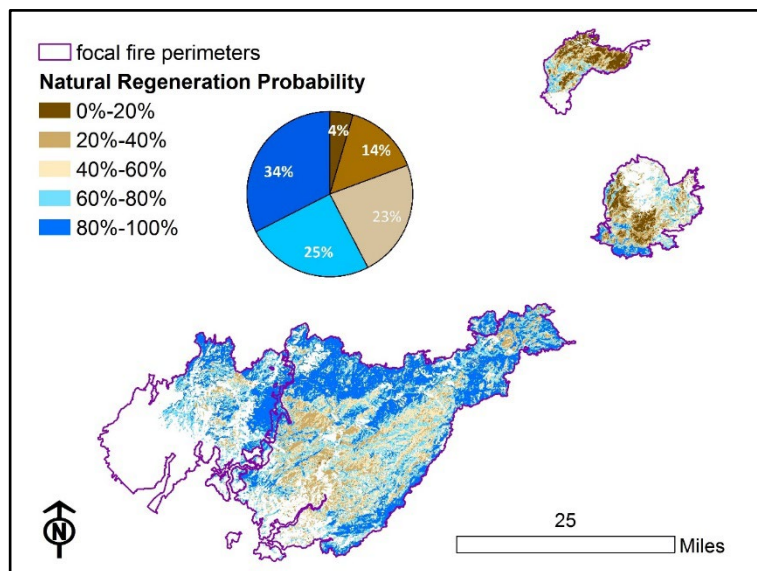 focal fire perimeters
Natural Regeneration Probability
0%-20%
20%-40%
40%-60%
60%-80%
80%-100%
4%
14%
34%
23%
25%
N
25
Miles